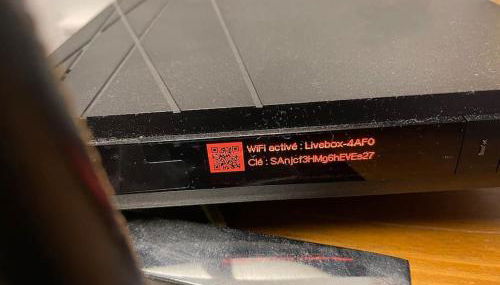 WiFi activé : Livebox-4AF0
Clé : SAnjcf3HMg6hEVEs27